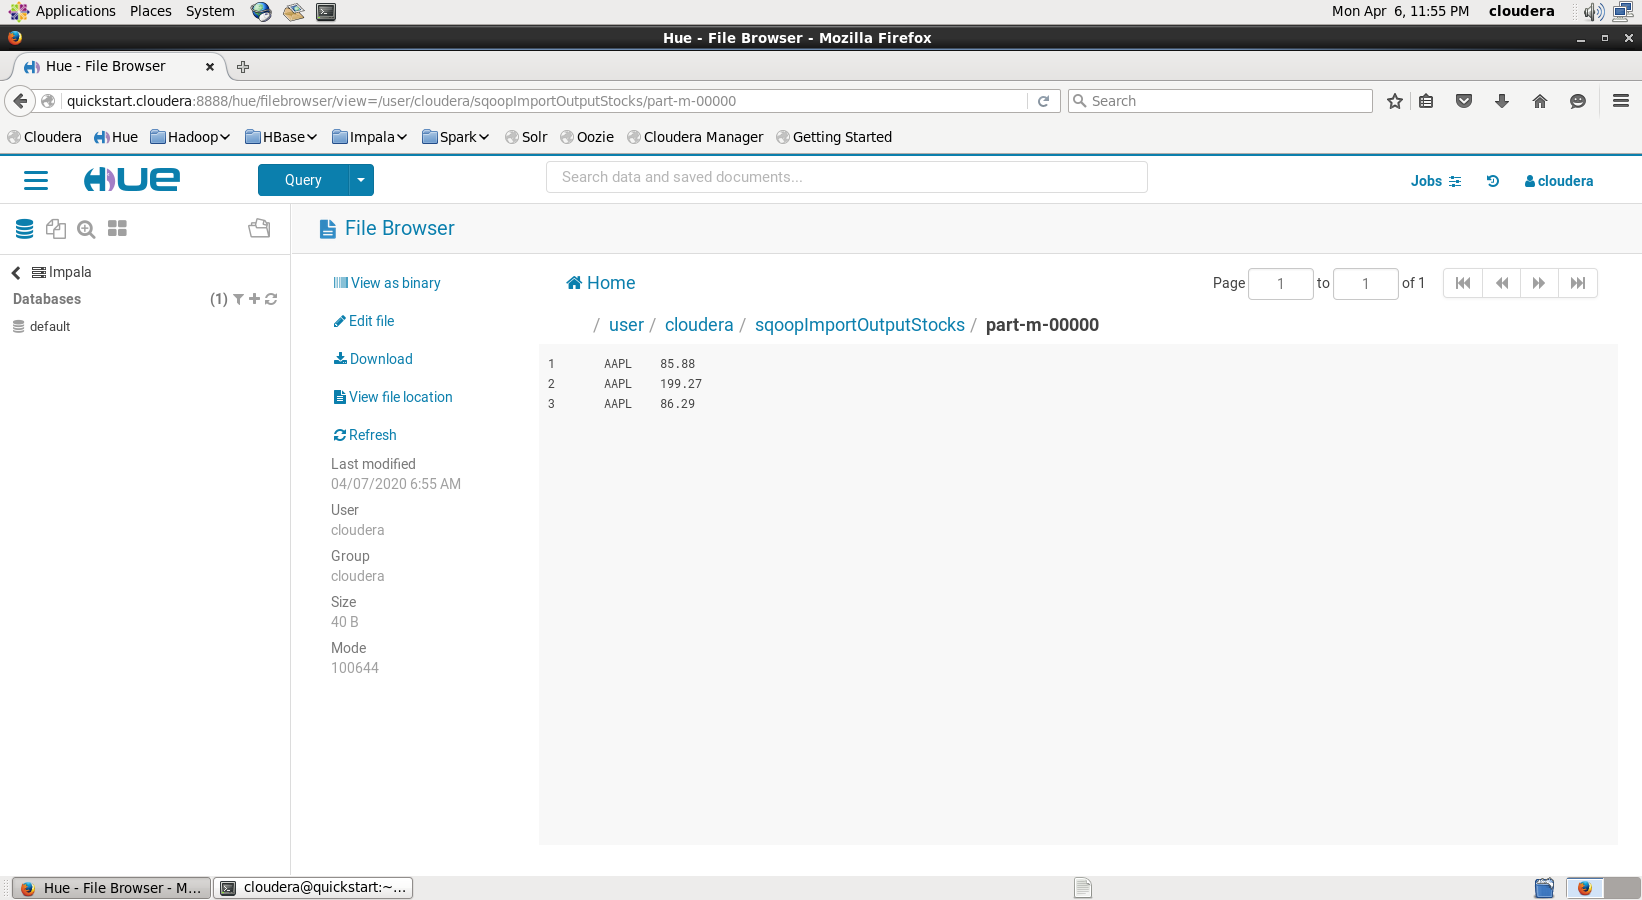 Applications Places System Mon Apr 6, 11:55 PM cloudera
Hue - File Browser - Mozilla Firefox
Hue - File Browser
quickstart.cloudera:8888/hue/filebrowser/view=/user/cloudera/sqoopImportOutputStocks/part-m-00000 Search
Cloudera Hue Hadoop HBase Impala Spark Solr Oozie Cloudera Manager Getting Started
HUE Query Search data and saved documents... Jobs cloudera
File Browser
Impala
Databases (1)
default
View as binary
Edit file
Download
View file location
Refresh
Last modified
04/07/2020 6:55 AM
User
cloudera
Group
cloudera
Size
40 B
Mode
100644
Home Page 1 to 1 of 1
/ user / cloudera / sqoopImportOutputStocks / part-m-00000
1 AAPL 85.88
2 AAPL 199.27
3 AAPL 86.29
Hue - File Browser - M... cloudera@quickstart:~...